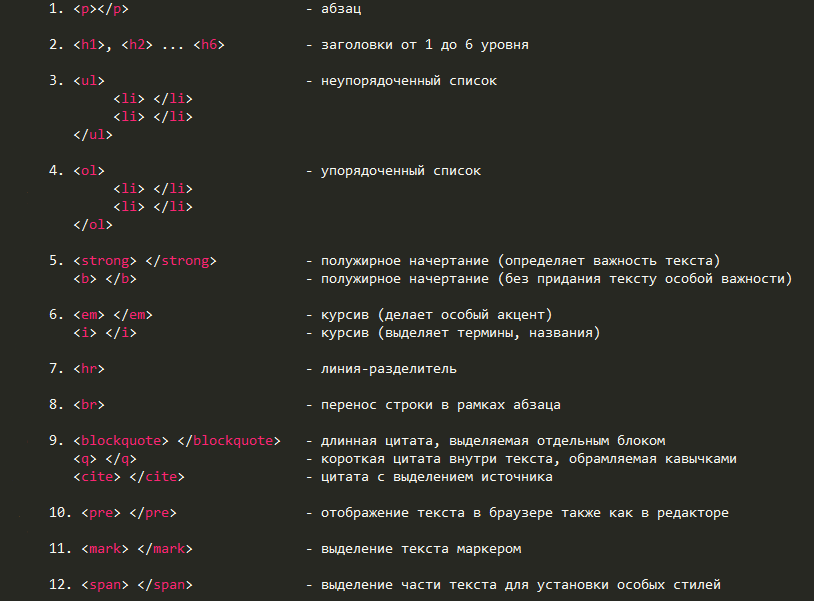 1. <p></p> - абзац
2. <h1>, <h2> ... <h6> - заголовки от 1 до 6 уровня
3. <ul> - неупорядоченный список
<li> </li>
<li> </li>
</ul>
4. <ol> - упорядоченный список
<li> </li>
<li> </li>
</ol>
5. <strong> </strong> - полужирное начертание (определяет важность текста)
<b> </b> - полужирное начертание (без придания тексту особой важности)
6. <em> </em> - курсив (делает особый акцент)
<i> </i> - курсив (выделяет термины, названия)
7. <hr> - линия-разделитель
8. <br> - перенос строки в рамках абзаца
9. <blockquote> </blockquote> - длинная цитата, выделяемая отдельным блоком
<q> </q> - короткая цитата внутри текста, обрамляемая кавычками
<cite> </cite> - цитата с выделением источника
10. <pre> </pre> - отображение текста в браузере также как в редакторе
11. <mark> </mark> - выделение текста маркером
12. <span> </span> - выделение части текста для установки особых стилей